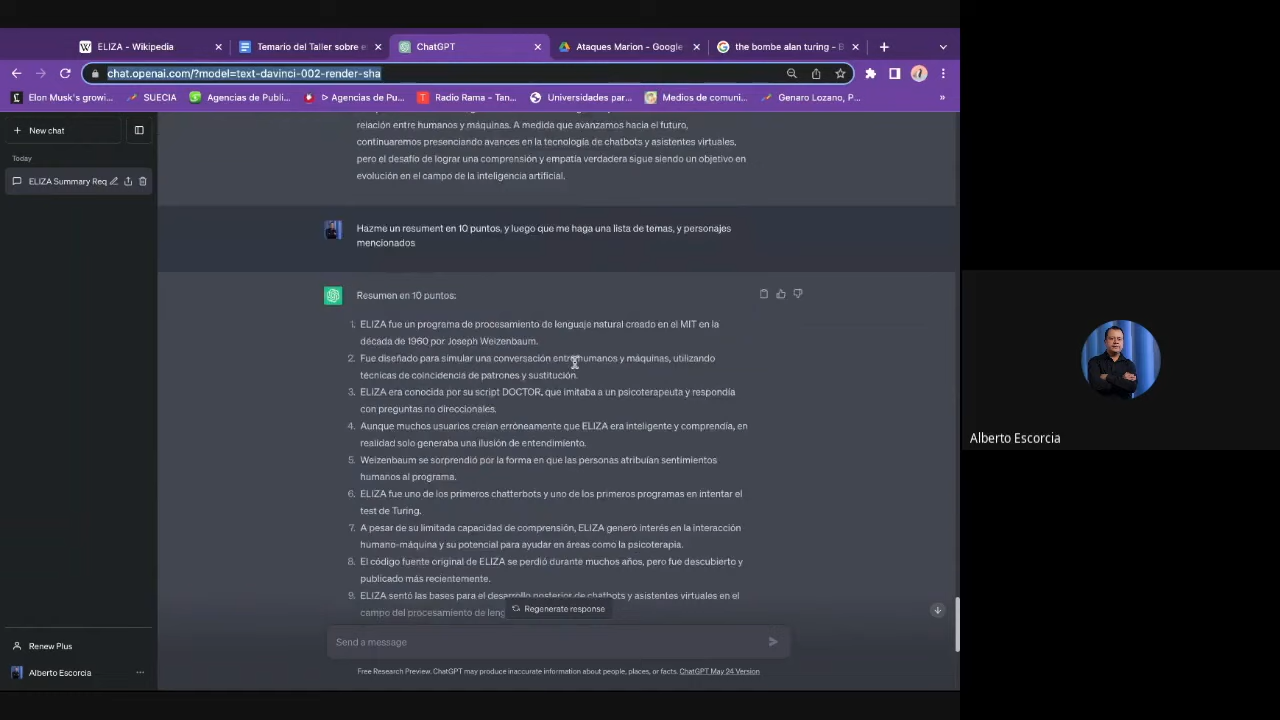 ELIZA - Wikipedia
Temario del Taller sobre e
ChatGPT
Ataques Marion - Google
the bombe alan turing - B
chat.openai.com/?model=text-davinci-002-render-sha
Elon Musk's growi...
SUECIA
Agencias de Publi...
Agencias de Pu...
Radio Rama - Tan...
Universidades par...
Medios de comuni...
Genaro Lozano, P...
»
New chat
Today
ELIZA Summary Req
relación entre humanos y máquinas. A medida que avanzamos hacia el futuro,
continuaremos presenciando avances en la tecnología de chatbots y asistentes virtuales,
pero el desafío de lograr una comprensión y empatía verdadera sigue siendo un objetivo en
evolución en el campo de la inteligencia artificial.
Hazme un resument en 10 puntos, y luego que me haga una lista de temas, y personajes
mencionados
Resumen en 10 puntos:
1. ELIZA fue un programa de procesamiento de lenguaje natural creado en el MIT en la
década de 1960 por Joseph Weizenbaum.
2. Fue diseñado para simular una conversación entre humanos y máquinas, utilizando
técnicas de coincidencia de patrones y sustitución.
3. ELIZA era conocida por su script DOCTOR, que imitaba a un psicoterapeuta y respondía
con preguntas no direccionales.
4. Aunque muchos usuarios creían erróneamente que ELIZA era inteligente y comprendía, en
realidad solo generaba una ilusión de entendimiento.
5. Weizenbaum se sorprendió por la forma en que las personas atribuían sentimientos
humanos al programa.
6. ELIZA fue uno de los primeros chatterbots y uno de los primeros programas en intentar el
test de Turing.
7. A pesar de su limitada capacidad de comprensión, ELIZA generó interés en la interacción
humano-máquina y su potencial para ayudar en áreas como la psicoterapia.
8. El código fuente original de ELIZA se perdió durante muchos años, pero fue descubierto y
publicado más recientemente.
9. ELIZA sentó las bases para el desarrollo posterior de chatbots y asistentes virtuales en el
campo del procesamiento de leng
Regenerate response
Send a message
Free Research Preview. ChatGPT may produce inaccurate information about people, places, or facts. ChatGPT May 24 Version
Renew Plus
Alberto Escorcia
Alberto Escorcia